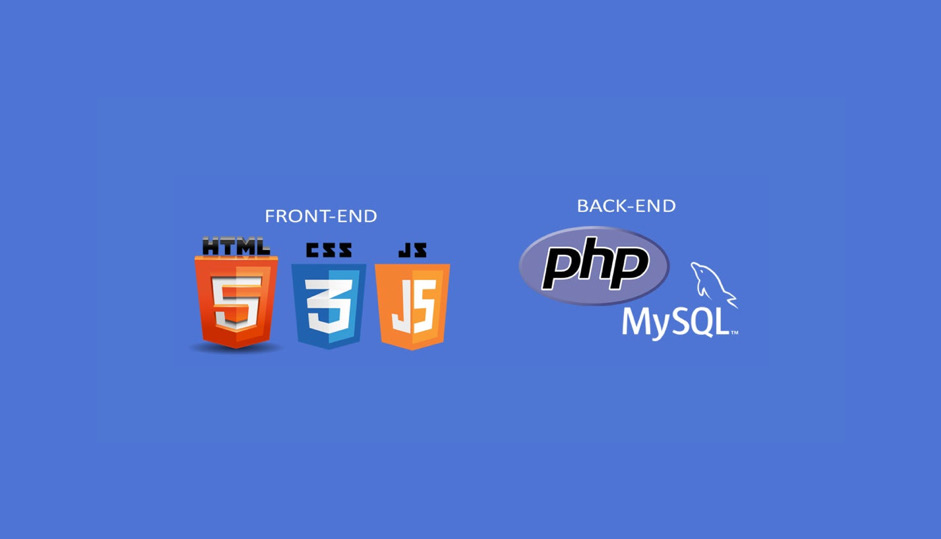 FRONT-END
HTML CSS JS
5 3 JS
BACK-END
php
MySQL™